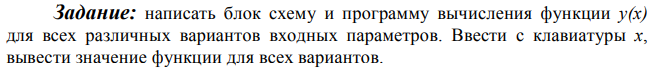 Задание: написать блок схему и программу вычисления функции y(x)
для всех различных вариантов входных параметров. Ввести с клавиатуры x,
вывести значение функции для всех вариантов.